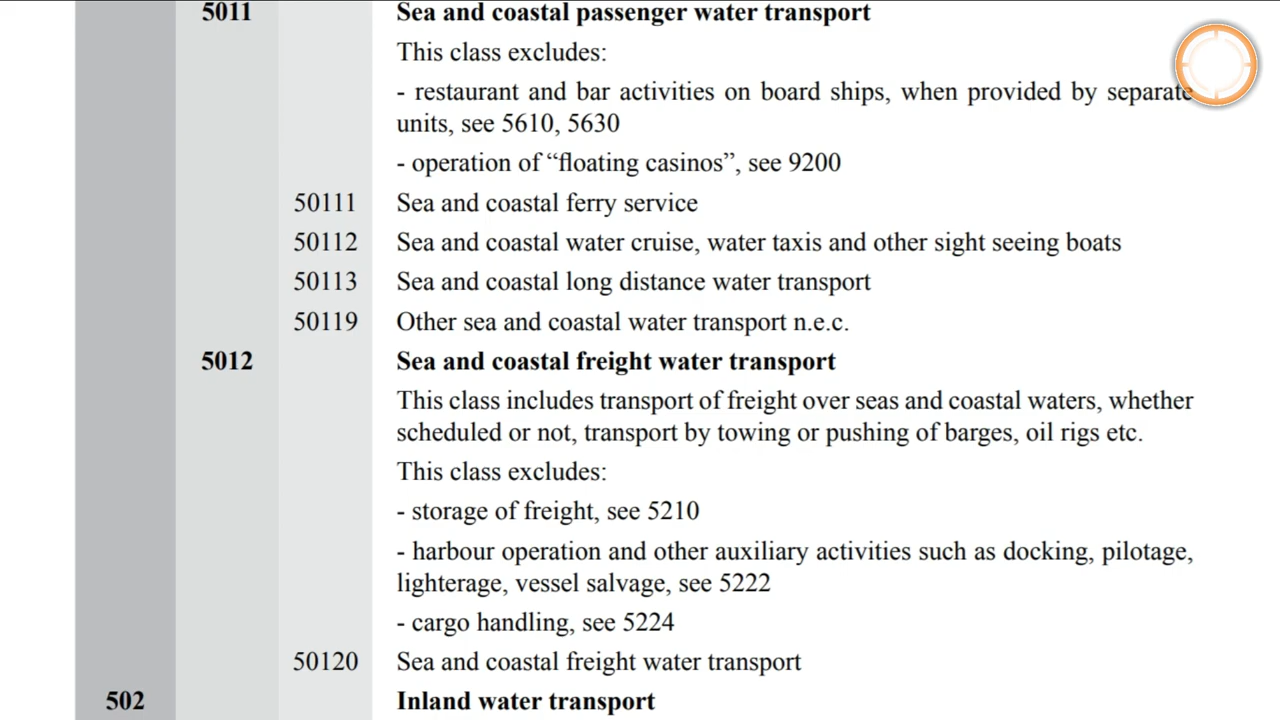 5011 Sea and coastal passenger water transport
This class excludes:
- restaurant and bar activities on board ships, when provided by separate
units, see 5610, 5630
- operation of “floating casinos”, see 9200
50111 Sea and coastal ferry service
50112 Sea and coastal water cruise, water taxis and other sight seeing boats
50113 Sea and coastal long distance water transport
50119 Other sea and coastal water transport n.e.c.
5012 Sea and coastal freight water transport
This class includes transport of freight over seas and coastal waters, whether
scheduled or not, transport by towing or pushing of barges, oil rigs etc.
This class excludes:
- storage of freight, see 5210
- harbour operation and other auxiliary activities such as docking, pilotage,
lighterage, vessel salvage, see 5222
- cargo handling, see 5224
50120 Sea and coastal freight water transport
502 Inland water transport